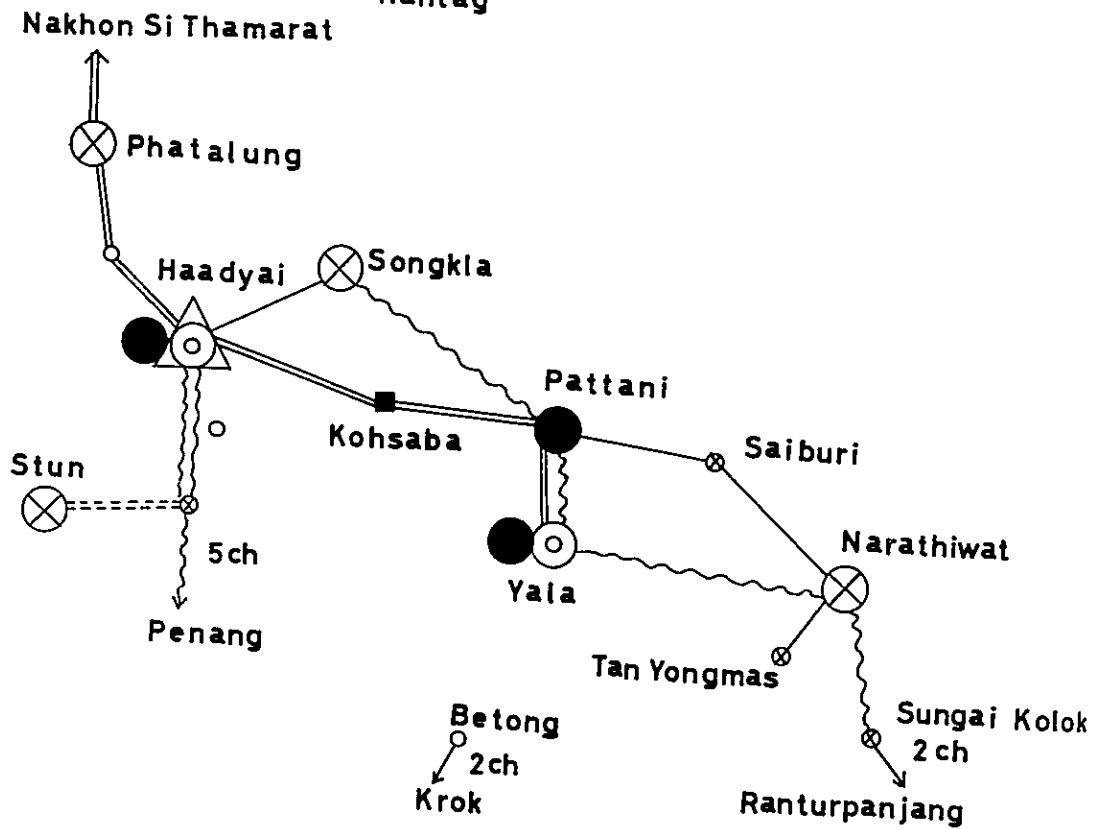 Nakhon Si Thamarat
Phatalung
Haadyai
Songkla
Pattani
Kohsaba
Saiburi
Stun
5ch
Narathiwat
Yala
Penang
Tan Yongmas
Betong
2ch
Krok
Sungai Kolok
2ch
Ranturpanjang